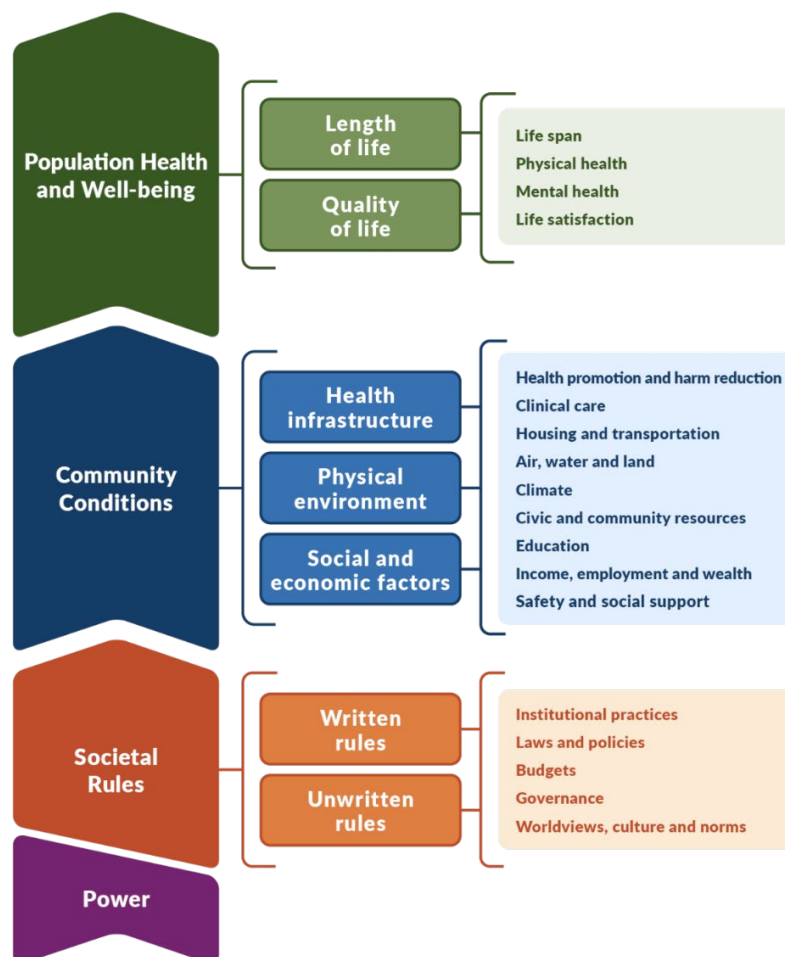 Population Health
and Well-being
Length
of life
Quality
of life
Life span
Physical health
Mental health
Life satisfaction
Community
Conditions
Health
infrastructure
Physical
environment
Social and
economic factors
Health promotion and harm reduction
Clinical care
Housing and transportation
Air, water and land
Climate
Civic and community resources
Education
Income, employment and wealth
Safety and social support
Societal
Rules
Written
rules
Unwritten
rules
Institutional practices
Laws and policies
Budgets
Governance
Worldviews, culture and norms
Power